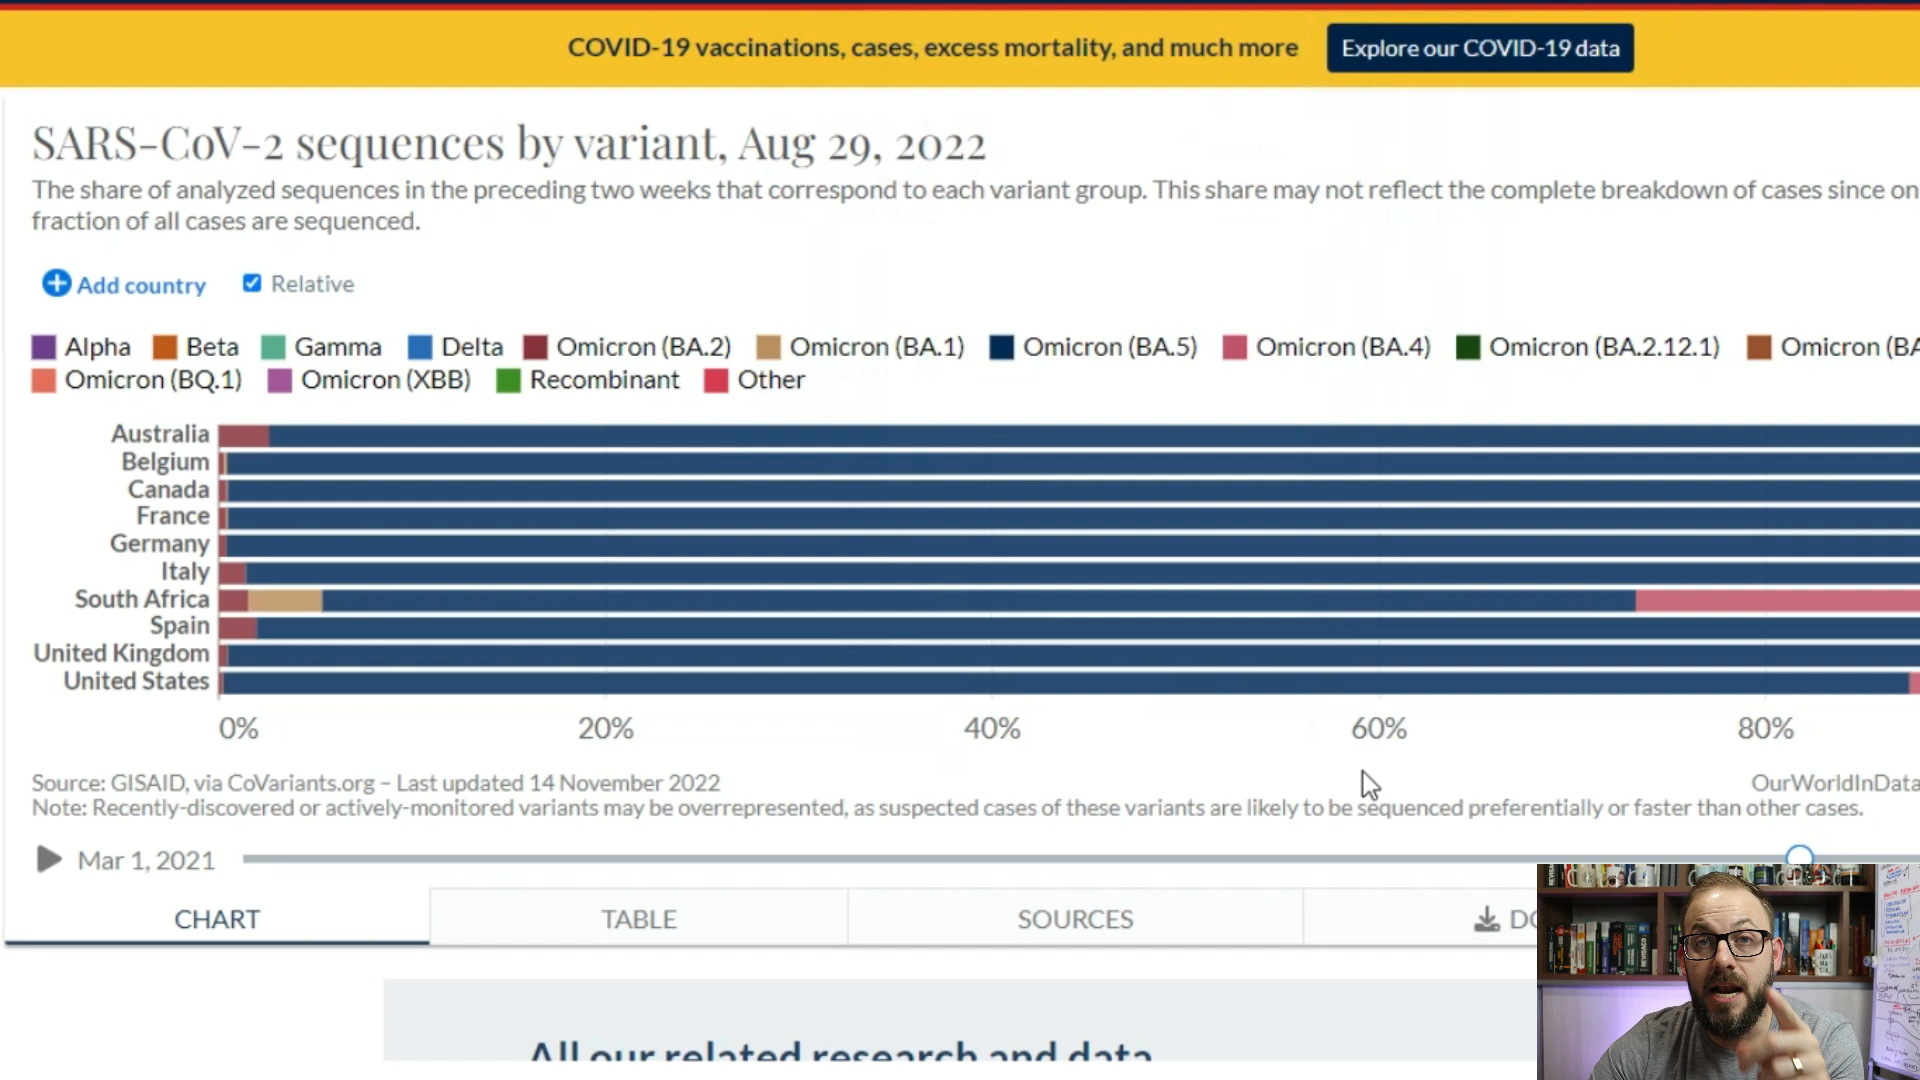 COVID-19 vaccinations, cases, excess mortality, and much more
Explore our COVID-19 data
SARS-CoV-2 sequences by variant, Aug 29, 2022
The share of analyzed sequences in the preceding two weeks that correspond to each variant group. This share may not reflect the complete breakdown of cases since on
fraction of all cases are sequenced.
Add country
Relative
Alpha Beta Gamma Delta Omicron (BA.2) Omicron (BA.1) Omicron (BA.5) Omicron (BA.4) Omicron (BA.2.12.1) Omicron (BA
Omicron (BQ.1) Omicron (XBB) Recombinant Other
Australia
Belgium
Canada
France
Germany
Italy
South Africa
Spain
United Kingdom
United States
0% 20% 40% 60% 80%
Source: GISAID, via CoVariants.org – Last updated 14 November 2022
OurWorldInData
Note: Recently-discovered or actively-monitored variants may be overrepresented, as suspected cases of these variants are likely to be sequenced preferentially or faster than other cases.
Mar 1, 2021
CHART TABLE SOURCES DO
All our related research and data